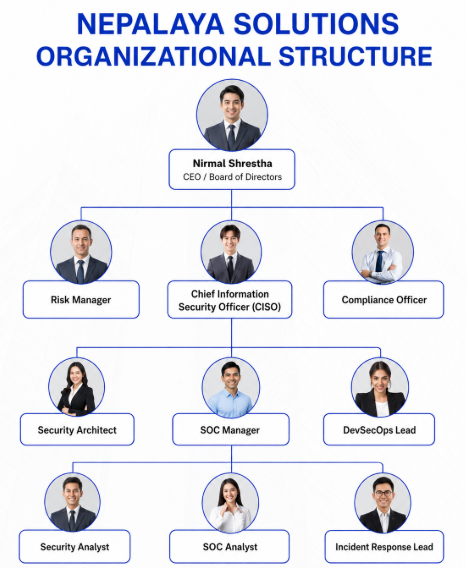 NEPALAYA SOLUTIONS
ORGANIZATIONAL STRUCTURE
Nirmal Shrestha
CEO / Board of Directors
Risk Manager
Chief Information
Security Officer (CISO)
Compliance Officer
Security Architect
SOC Manager
DevSecOps Lead
Security Analyst
SOC Analyst
Incident Response Lead